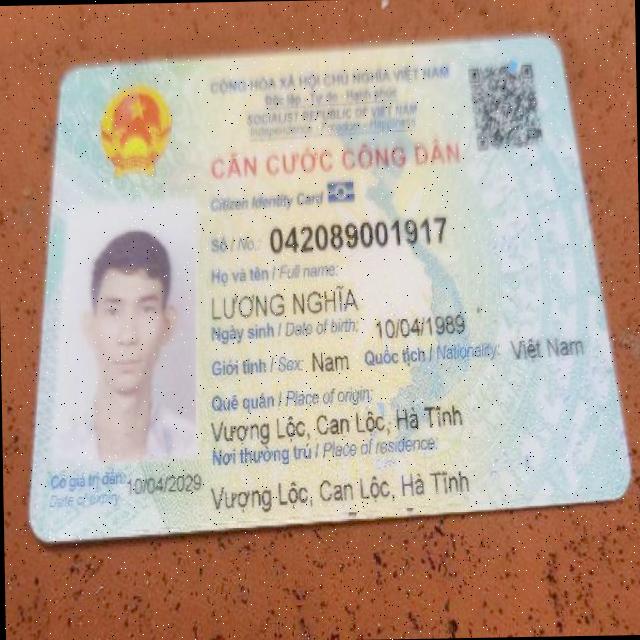 CỘNG HÒA XÃ HỘI CHỦ NGHĨA VIỆT NAM
Độc lập - Tự do - Hạnh phúc
SOCIALIST REPUBLIC OF VIET NAM
Independence - Freedom - Happiness
CĂN CƯỚC CÔNG DÂN
Citizen Identity Card
Số / No.: 042089001917
Họ và tên / Full name:
LƯƠNG NGHĨA
Ngày sinh / Date of birth: 10/04/1989
Giới tính / Sex: Nam Quốc tịch / Nationality: Việt Nam
Quê quán / Place of origin:
Vượng Lộc, Can Lộc, Hà Tĩnh
Nơi thường trú / Place of residence:
Vượng Lộc, Can Lộc, Hà Tĩnh
Có giá trị đến: 10/04/2029
Date of expiry